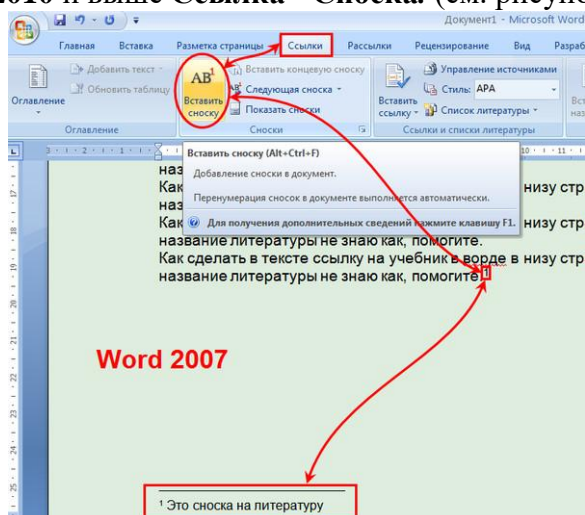 2010 и выше Ссылка - Сноска. (см. рисуно
Документ1 - Microsoft Word
Главная Вставка Разметка страницы Ссылки Рассылки Рецензирование Вид Разраб
Оглавление
Добавить текст
Обновить таблицу
Оглавление
AB¹
Вставить сноску
Вставить концевую сноску
Следующая сноска
Показать сноски
Сноски
Вставить ссылку
Управление источниками
Стиль: APA
Список литературы
Ссылки и списки литературы
Вставить сноску (Alt+Ctrl+F)
Добавление сноски в документ.
Перенумерация сносок в документе выполняется автоматически.
Для получения дополнительных сведений нажмите клавишу F1.
наз
Как низу стр
наз
Как низу стр
название литературы не знаю как, помогите.
Как сделать в тексте ссылку на учебник в ворде в низу стр
название литературы не знаю как, помогите.¹
Word 2007
¹ Это сноска на литературу